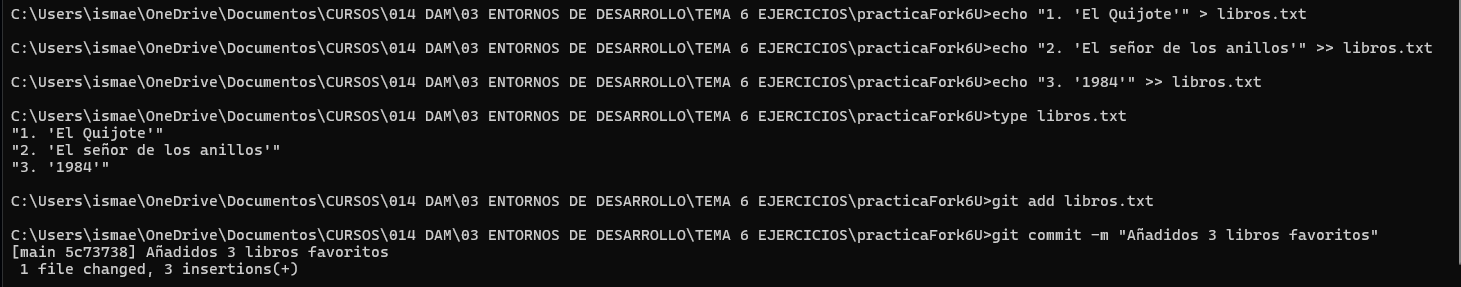 C:\Users\ismae\OneDrive\Documentos\CURSOS\014 DAM\03 ENTORNOS DE DESARROLLO\TEMA 6 EJERCICIOS\practicaFork6U>echo "1. 'El Quijote'" > libros.txt
C:\Users\ismae\OneDrive\Documentos\CURSOS\014 DAM\03 ENTORNOS DE DESARROLLO\TEMA 6 EJERCICIOS\practicaFork6U>echo "2. 'El señor de los anillos'" >> libros.txt
C:\Users\ismae\OneDrive\Documentos\CURSOS\014 DAM\03 ENTORNOS DE DESARROLLO\TEMA 6 EJERCICIOS\practicaFork6U>echo "3. '1984'" >> libros.txt
C:\Users\ismae\OneDrive\Documentos\CURSOS\014 DAM\03 ENTORNOS DE DESARROLLO\TEMA 6 EJERCICIOS\practicaFork6U>type libros.txt
"1. 'El Quijote'"
"2. 'El señor de los anillos'"
"3. '1984'"
C:\Users\ismae\OneDrive\Documentos\CURSOS\014 DAM\03 ENTORNOS DE DESARROLLO\TEMA 6 EJERCICIOS\practicaFork6U>git add libros.txt
C:\Users\ismae\OneDrive\Documentos\CURSOS\014 DAM\03 ENTORNOS DE DESARROLLO\TEMA 6 EJERCICIOS\practicaFork6U>git commit -m "Añadidos 3 libros favoritos"
[main 5c73738] Añadidos 3 libros favoritos
 1 file changed, 3 insertions(+)